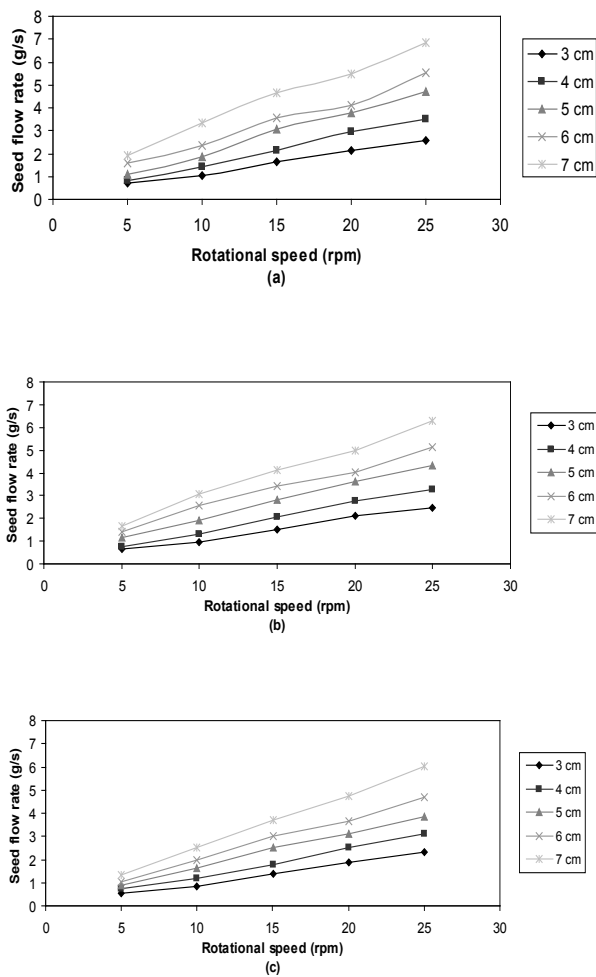 8
7
6
5
4
3
2
1
0
Seed flow rate (g/s)
0 5 10 15 20 25 30
Rotational speed (rpm)
(a)
3 cm
4 cm
5 cm
6 cm
7 cm
8
7
6
5
4
3
2
1
0
Seed flow rate (g/s)
0 5 10 15 20 25 30
Rotational speed (rpm)
(b)
3 cm
4 cm
5 cm
6 cm
7 cm
8
7
6
5
4
3
2
1
0
Seed flow rate (g/s)
0 5 10 15 20 25 30
Rotational speed (rpm)
(c)
3 cm
4 cm
5 cm
6 cm
7 cm